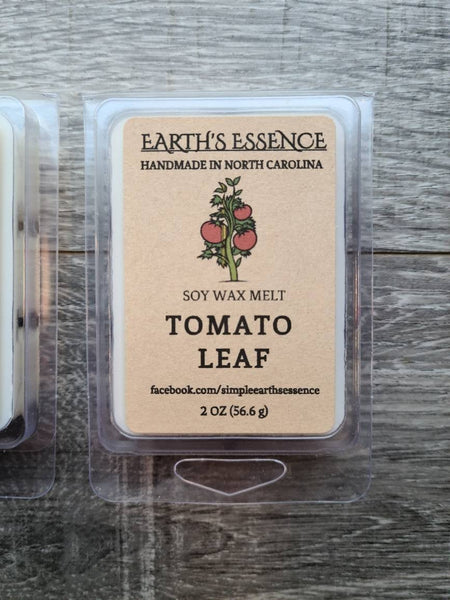 EARTH'S ESSENCE
HANDMADE IN NORTH CAROLINA
SOY WAX MELT
TOMATO
LEAF
facebook.com/simpleearthsessence
2 OZ (56.6 g)